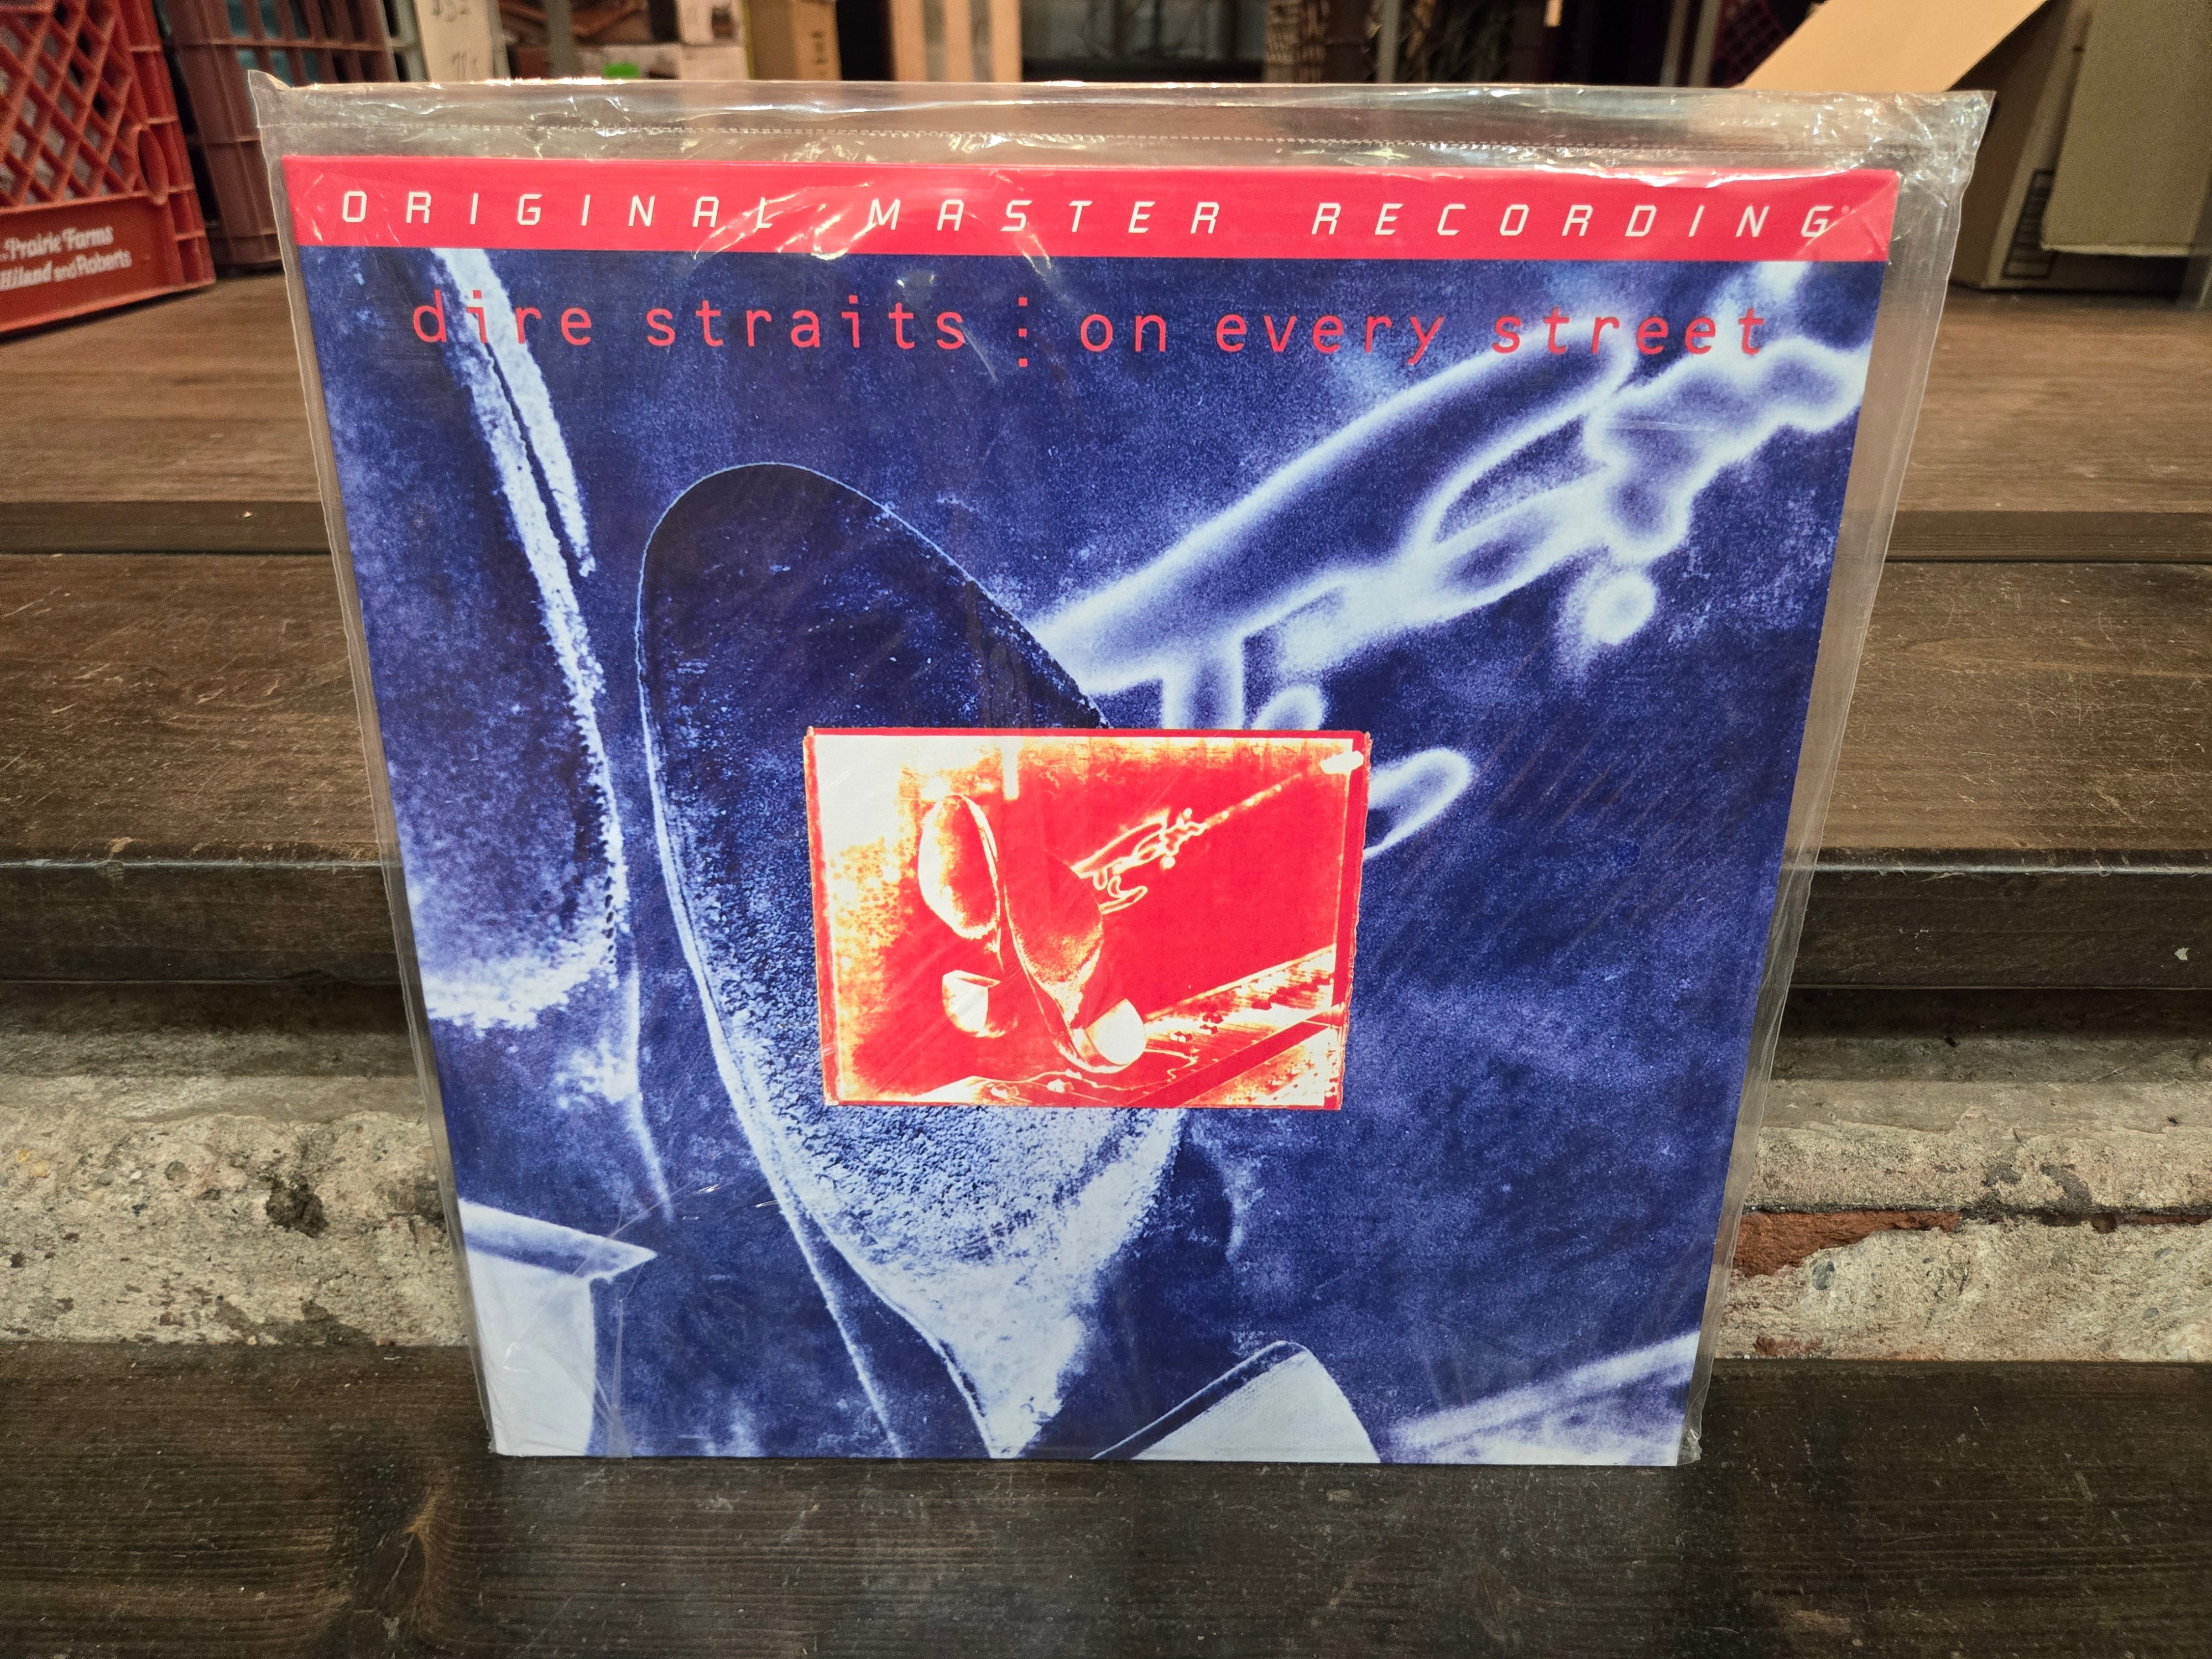 ORIGINAL MASTER RECORDING
dire straits : on every street
Prairie Farms
Hiland and Roberts